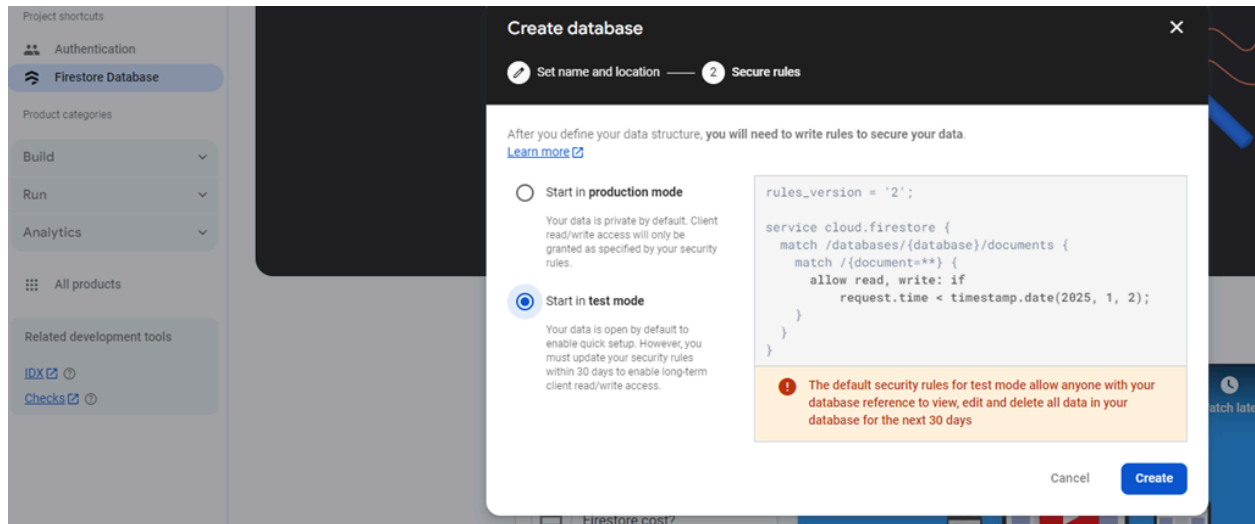 Project shortcuts
Authentication
Firestore Database
Product categories
Build
Run
Analytics
All products
Related development tools
IDX
Checks
Create database
Set name and location
2 Secure rules
After you define your data structure, you will need to write rules to secure your data.
Learn more
Start in production mode
Your data is private by default. Client
read/write access will only be
granted as specified by your security
rules.
Start in test mode
Your data is open by default to
enable quick setup. However, you
must update your security rules
within 30 days to enable long-term
client read/write access.
rules_version = '2';
service cloud.firestore {
match /databases/{database}/documents {
match /{document=**} {
allow read, write: if
request.time < timestamp.date(2025, 1, 2);
}
}
}
! The default security rules for test mode allow anyone with your
database reference to view, edit and delete all data in your
database for the next 30 days
Cancel
Create
atch late
Firestore cost?